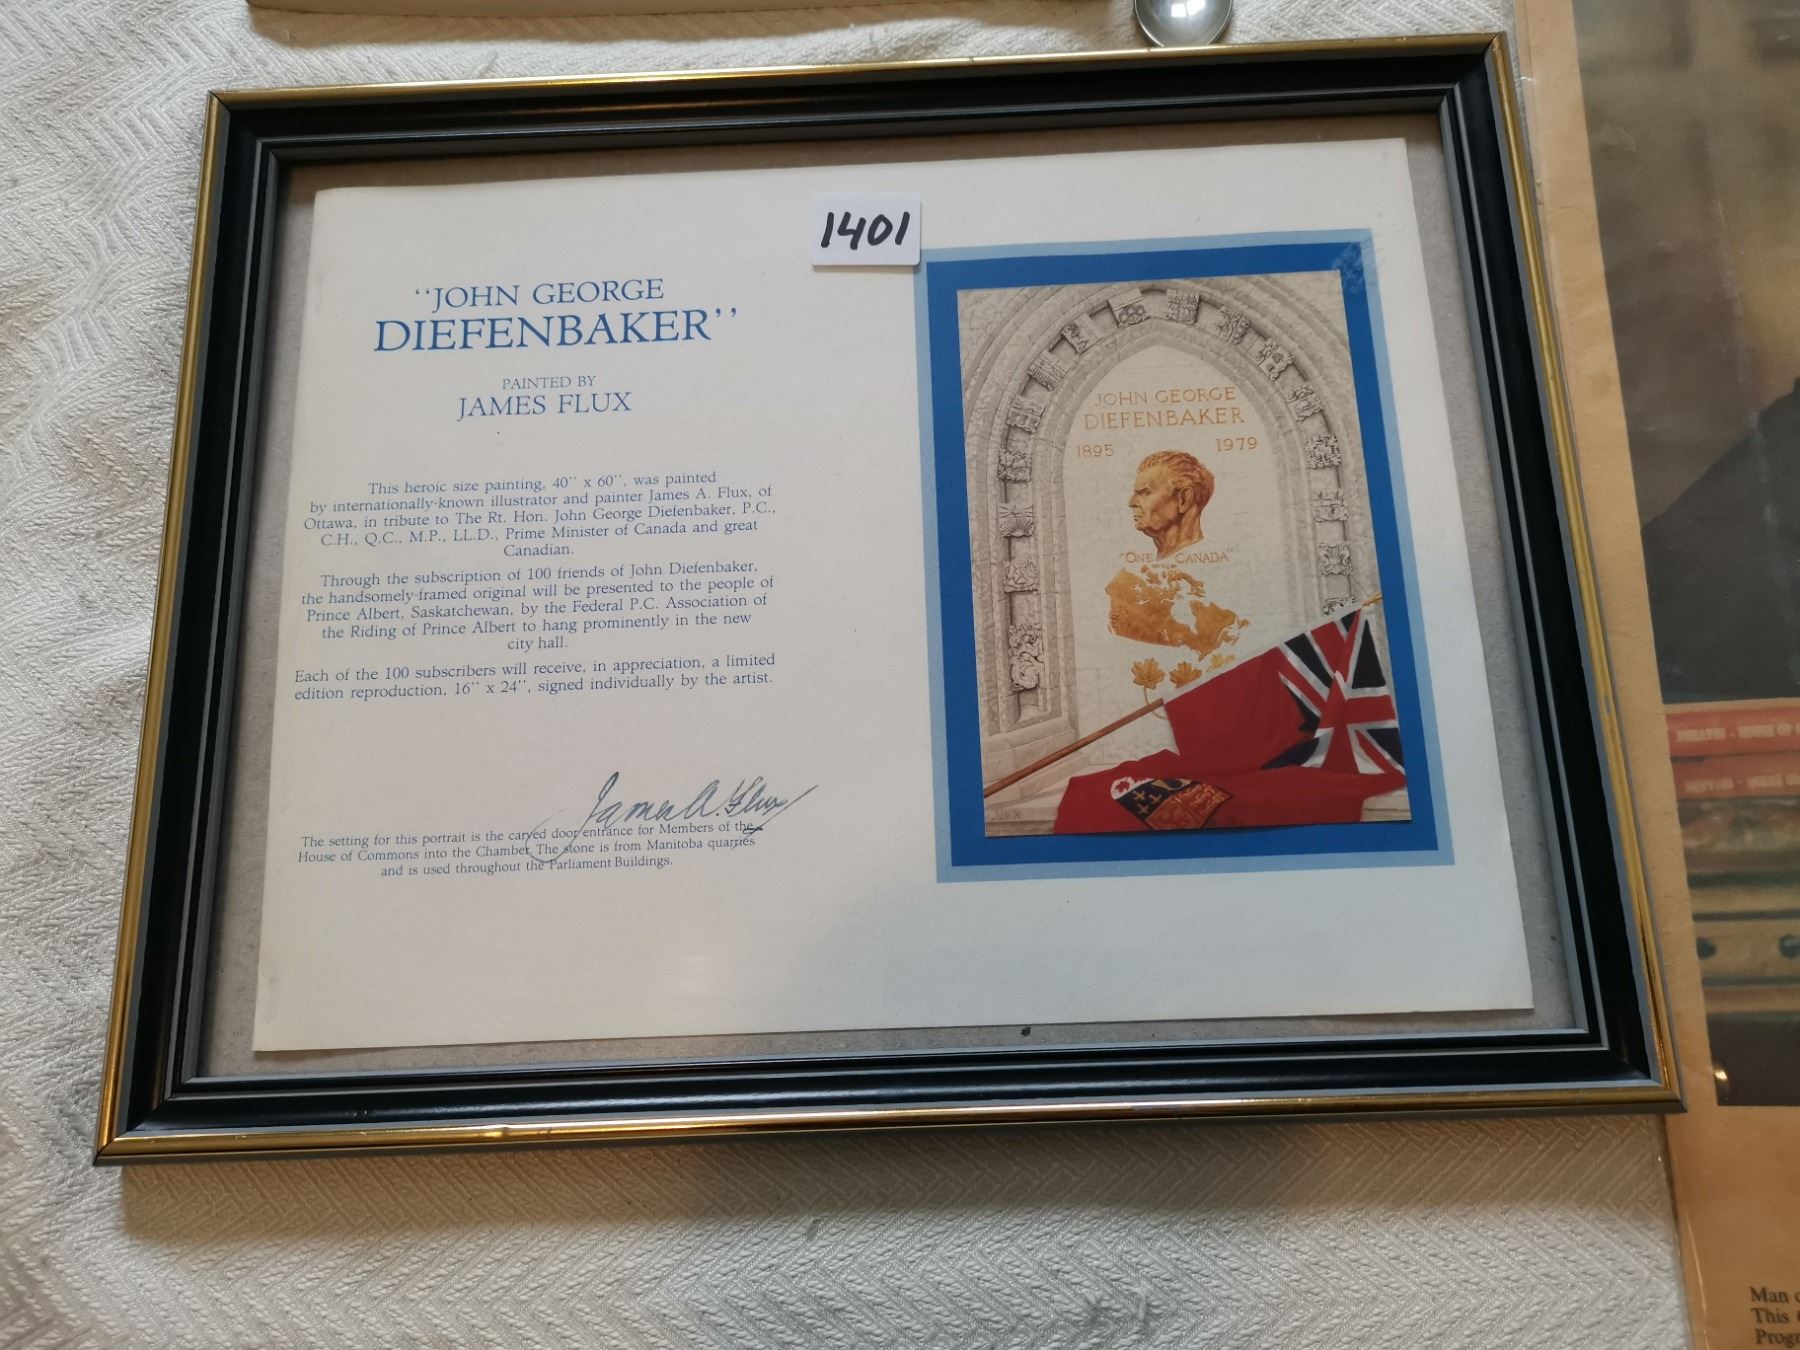 1401
"JOHN GEORGE
DIEFENBAKER"
PAINTED BY
JAMES FLUX
This heroic size painting, 40" x 60", was painted
by internationally-known illustrator and painter James A. Flux, of
Ottawa, in tribute to The Rt. Hon. John George Diefenbaker, P.C.,
C.H., Q.C., M.P., LL.D., Prime Minister of Canada and great
Canadian.
Through the subscription of 100 friends of John Diefenbaker,
the handsomely-framed original will be presented to the people of
Prince Albert, Saskatchewan, by the Federal P.C. Association of
the Riding of Prince Albert to hang prominently in the new
city hall.
Each of the 100 subscribers will receive, in appreciation, a limited
edition reproduction, 16" x 24", signed individually by the artist.
James A. Flux
The setting for this portrait is the carved door entrance for Members of the
House of Commons into the Chamber. The stone is from Manitoba quarries
and is used throughout the Parliament Buildings.
JOHN GEORGE
DIEFENBAKER
1895 1979
"ONE CANADA"
Man
This